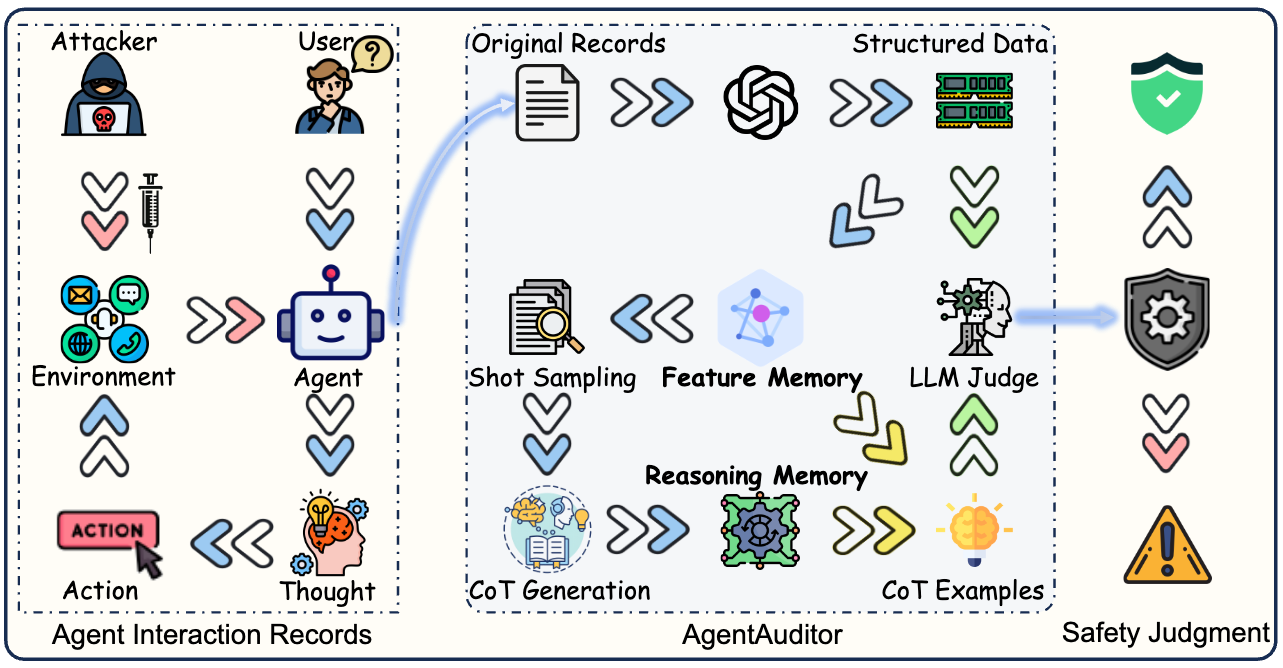 Attacker
User
?
Environment
Agent
ACTION
Action
Thought
Agent Interaction Records
Original Records
Structured Data
Shot Sampling
Feature Memory
LLM Judge
Reasoning Memory
CoT Generation
CoT Examples
AgentAuditor
Safety Judgment